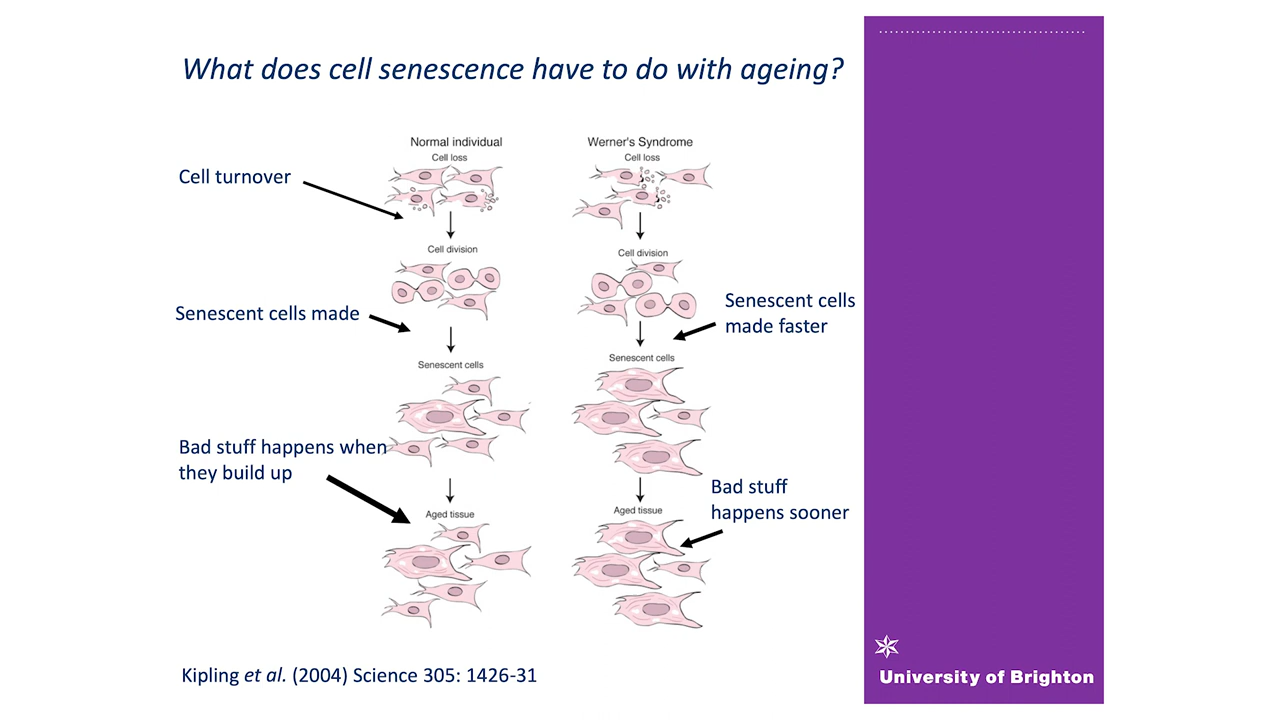 What does cell senescence have to do with ageing?
Normal individual
Cell loss
Werner's Syndrome
Cell loss
Cell turnover
Cell division
Cell division
Senescent cells made
Senescent cells
made faster
Senescent cells
Senescent cells
Bad stuff happens when
they build up
Bad stuff
happens sooner
Aged tissue
Aged tissue
Kipling et al. (2004) Science 305: 1426-31
University of Brighton